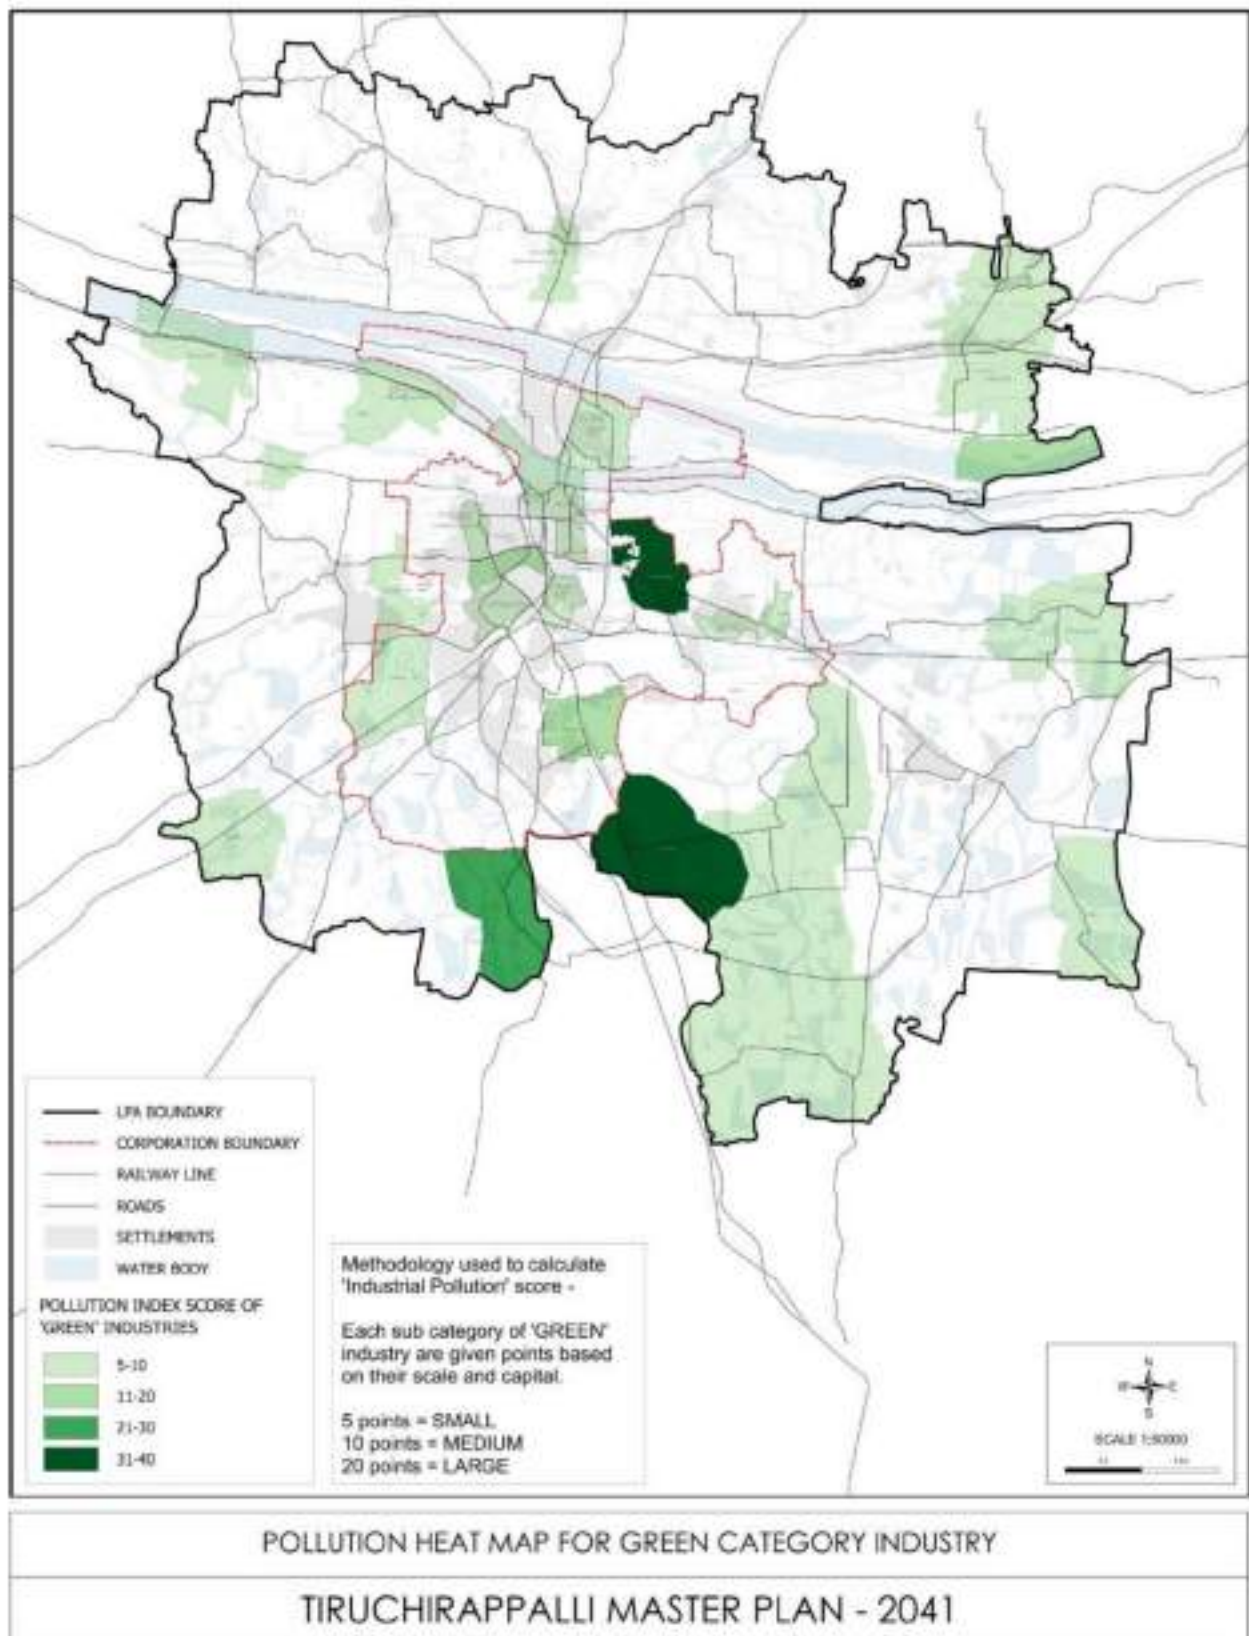 LPA BOUNDARY
CORPORATION BOUNDARY
RAILWAY LINE
ROADS
SETTLEMENTS
WATER BODY
POLLUTION INDEX SCORE OF
'GREEN' INDUSTRIES
5-10
11-20
21-30
31-40
Methodology used to calculate
'Industrial Pollution' score -
Each sub category of 'GREEN'
industry are given points based
on their scale and capital.
5 points = SMALL
10 points = MEDIUM
20 points = LARGE
N
W E
S
SCALE 1:50000
POLLUTION HEAT MAP FOR GREEN CATEGORY INDUSTRY
TIRUCHIRAPPALLI MASTER PLAN - 2041